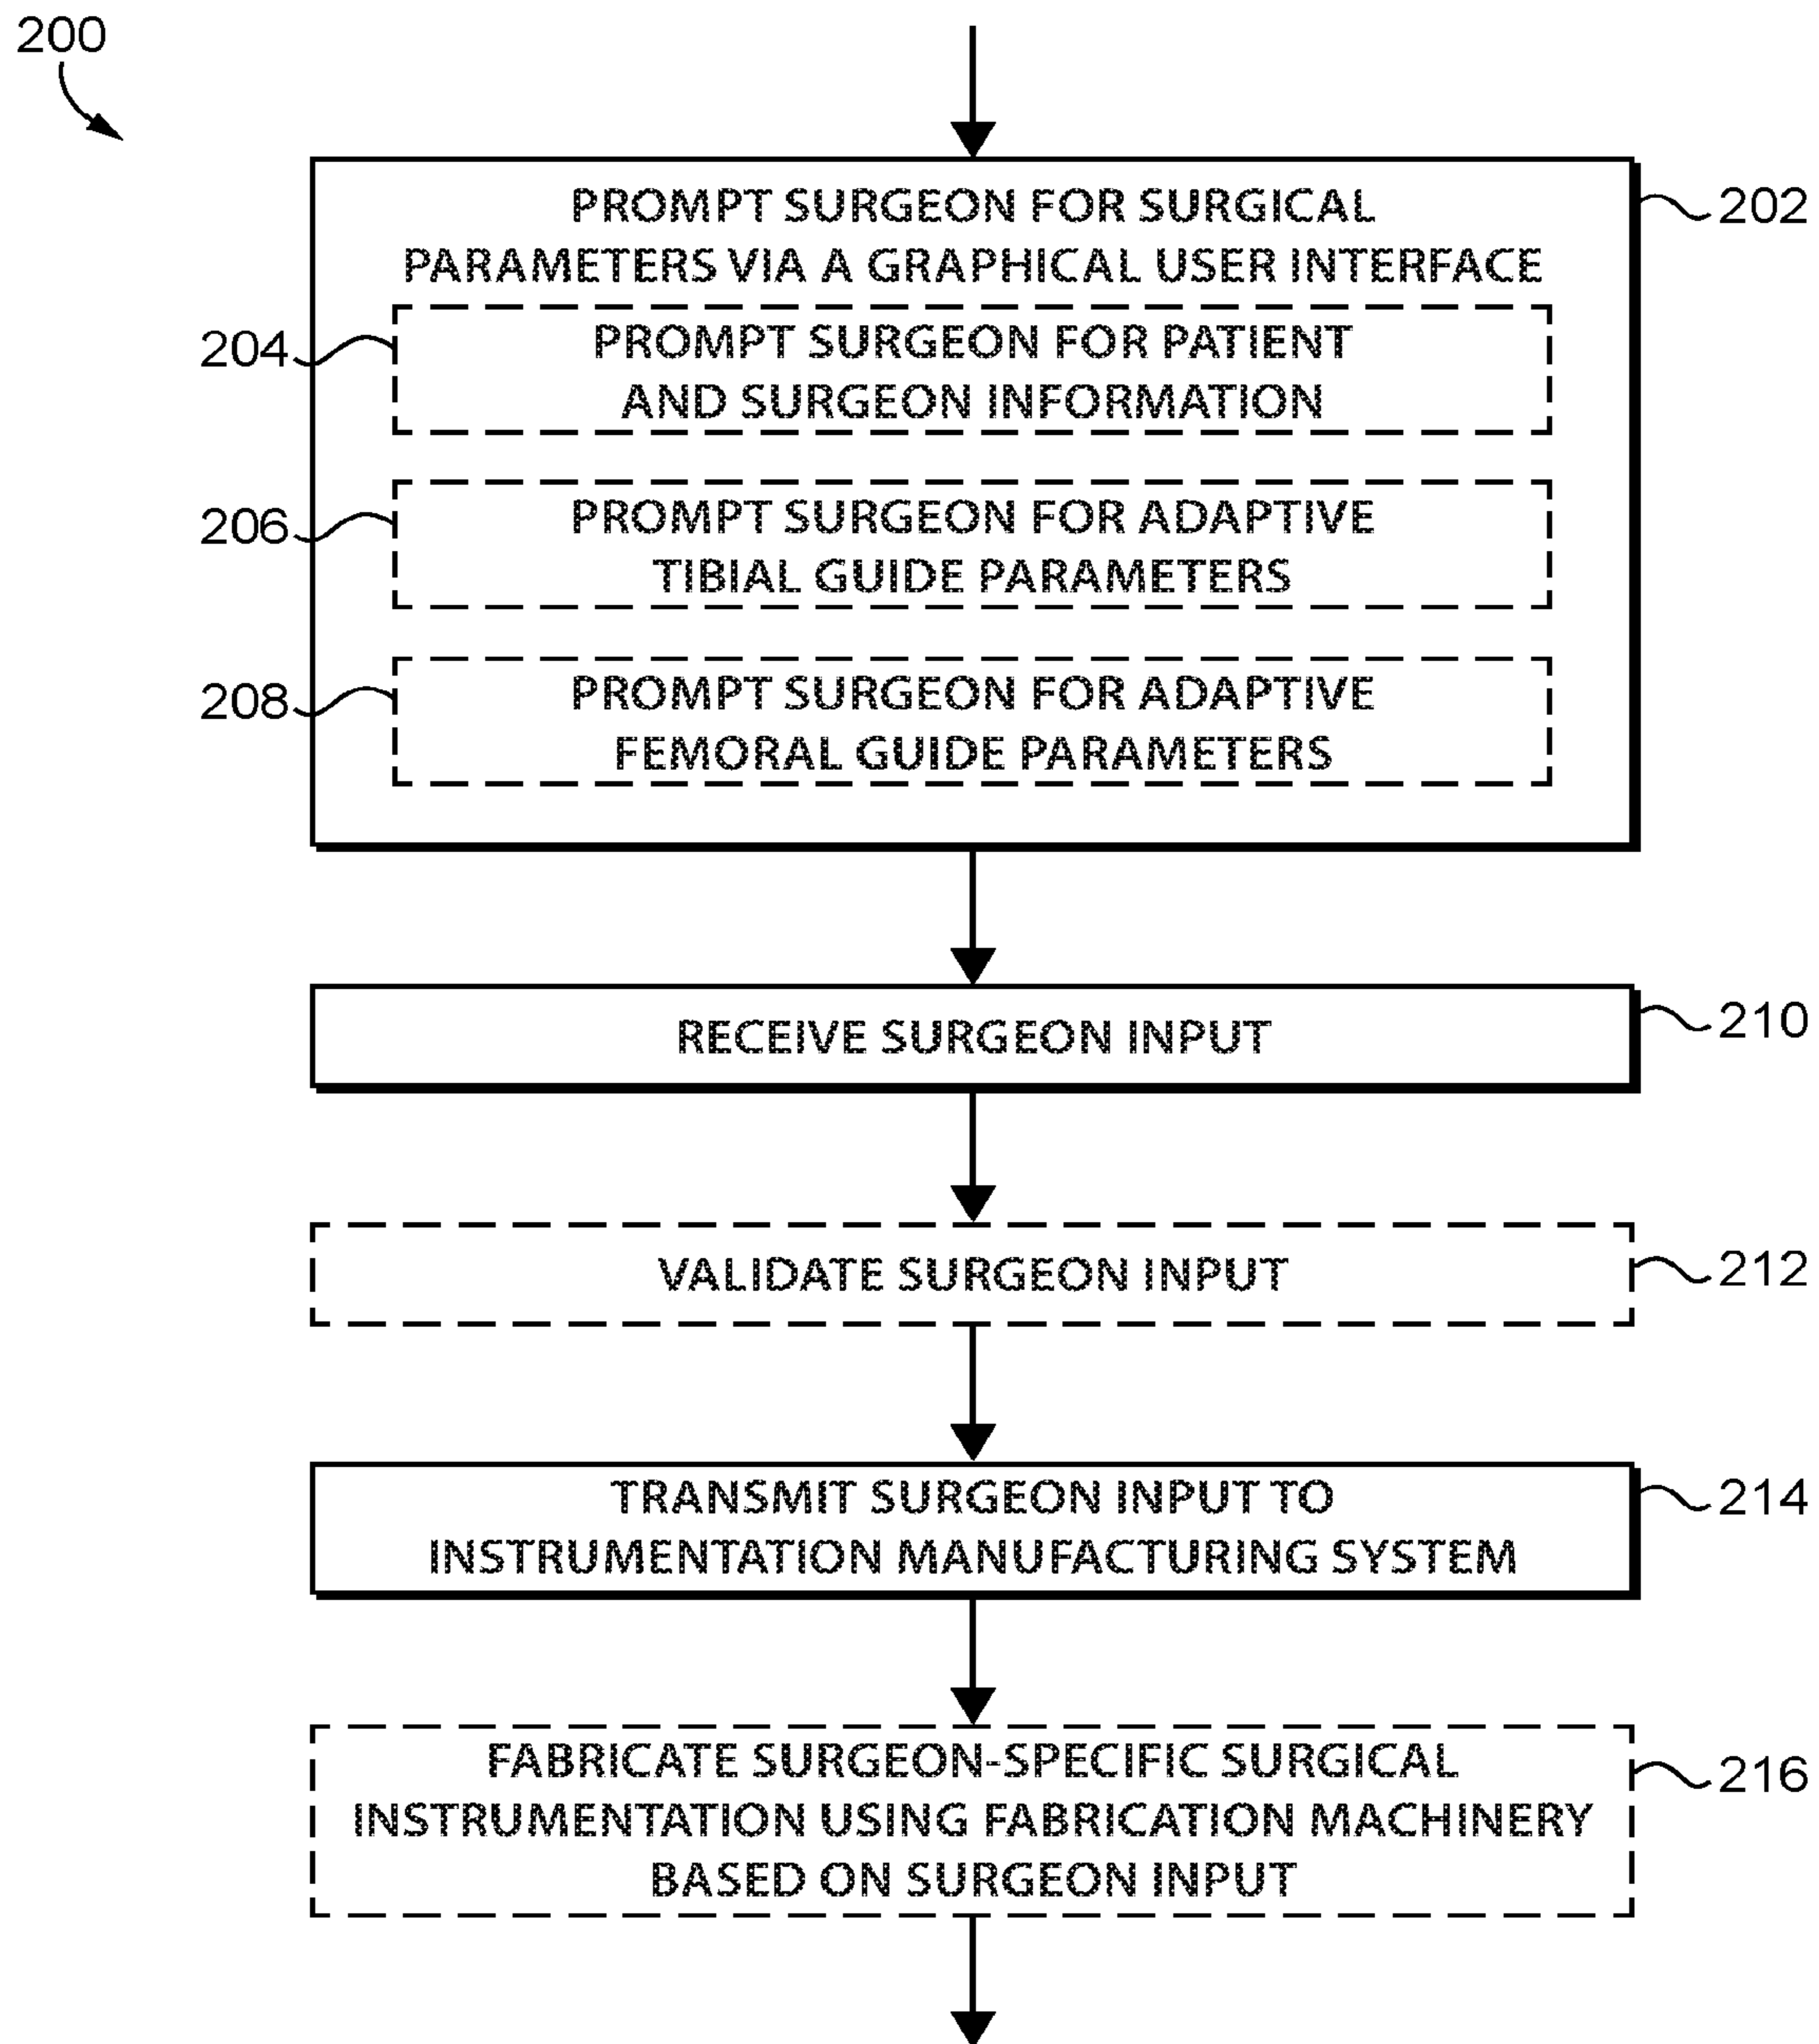 200
PROMPT SURGEON FOR SURGICAL
PARAMETERS VIA A GRAPHICAL USER INTERFACE
202
PROMPT SURGEON FOR PATIENT
AND SURGEON INFORMATION
204
PROMPT SURGEON FOR ADAPTIVE
TIBIAL GUIDE PARAMETERS
206
PROMPT SURGEON FOR ADAPTIVE
FEMORAL GUIDE PARAMETERS
208
RECEIVE SURGEON INPUT
210
VALIDATE SURGEON INPUT
212
TRANSMIT SURGEON INPUT TO
INSTRUMENTATION MANUFACTURING SYSTEM
214
FABRICATE SURGEON-SPECIFIC SURGICAL
INSTRUMENTATION USING FABRICATION MACHINERY
BASED ON SURGEON INPUT
216